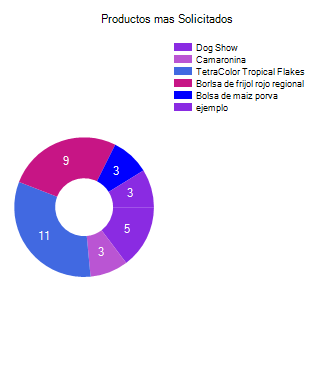 Productos mas Solicitados
Dog Show
Camaronina
TetraColor Tropical Flakes
Borlsa de frijol rojo regional
Bolsa de maiz porva
ejemplo
9
3
3
11
5
3